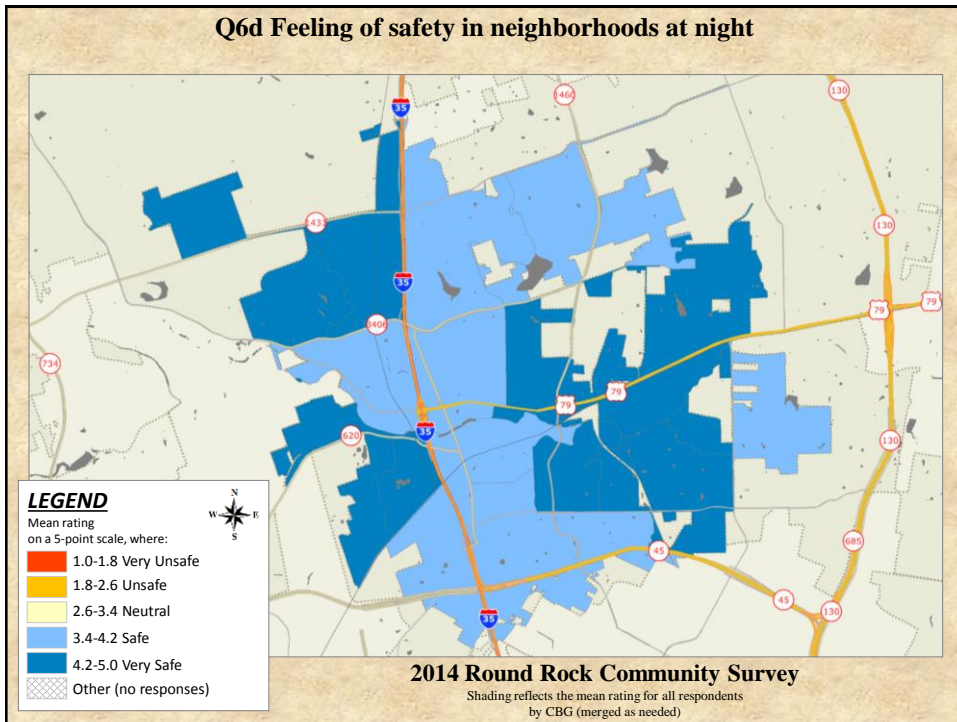 Q6d Feeling of safety in neighborhoods at night
35
1460
130
1431
130
35
79
79
3406
734
79
79
35
620
130
45
685
45
130
35
LEGEND
N
W E
S
Mean rating
on a 5-point scale, where:
1.0-1.8 Very Unsafe
1.8-2.6 Unsafe
2.6-3.4 Neutral
3.4-4.2 Safe
4.2-5.0 Very Safe
Other (no responses)
2014 Round Rock Community Survey
Shading reflects the mean rating for all respondents
by CBG (merged as needed)